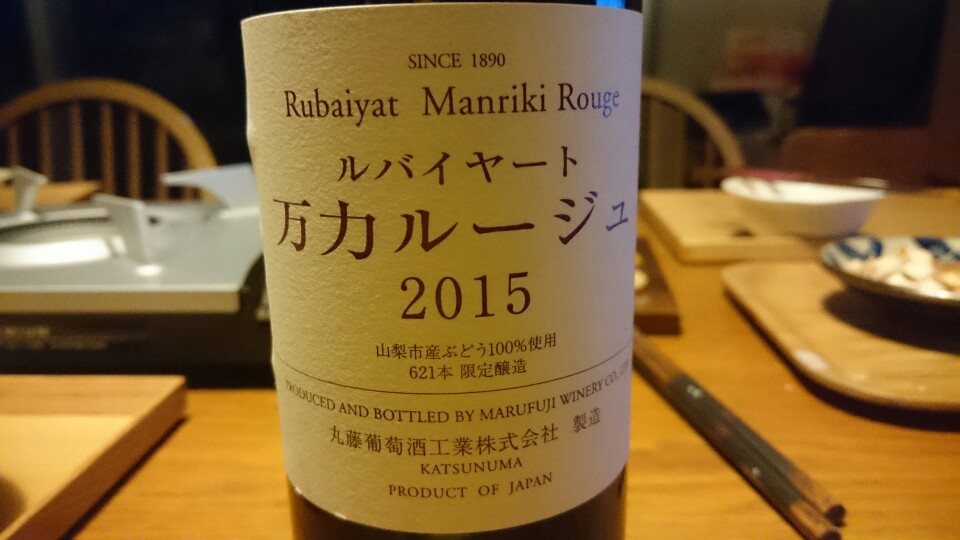 SINCE 1890
Rubaiyat Manriki Rouge
ルバイヤート
万力ルージュ
2015
山梨市産ぶどう100%使用
621本 限定醸造
PRODUCED AND BOTTLED BY MARUFUJI WINERY CO.,
丸藤葡萄酒工業株式会社 製造
KATSUNUMA
PRODUCT OF JAPAN